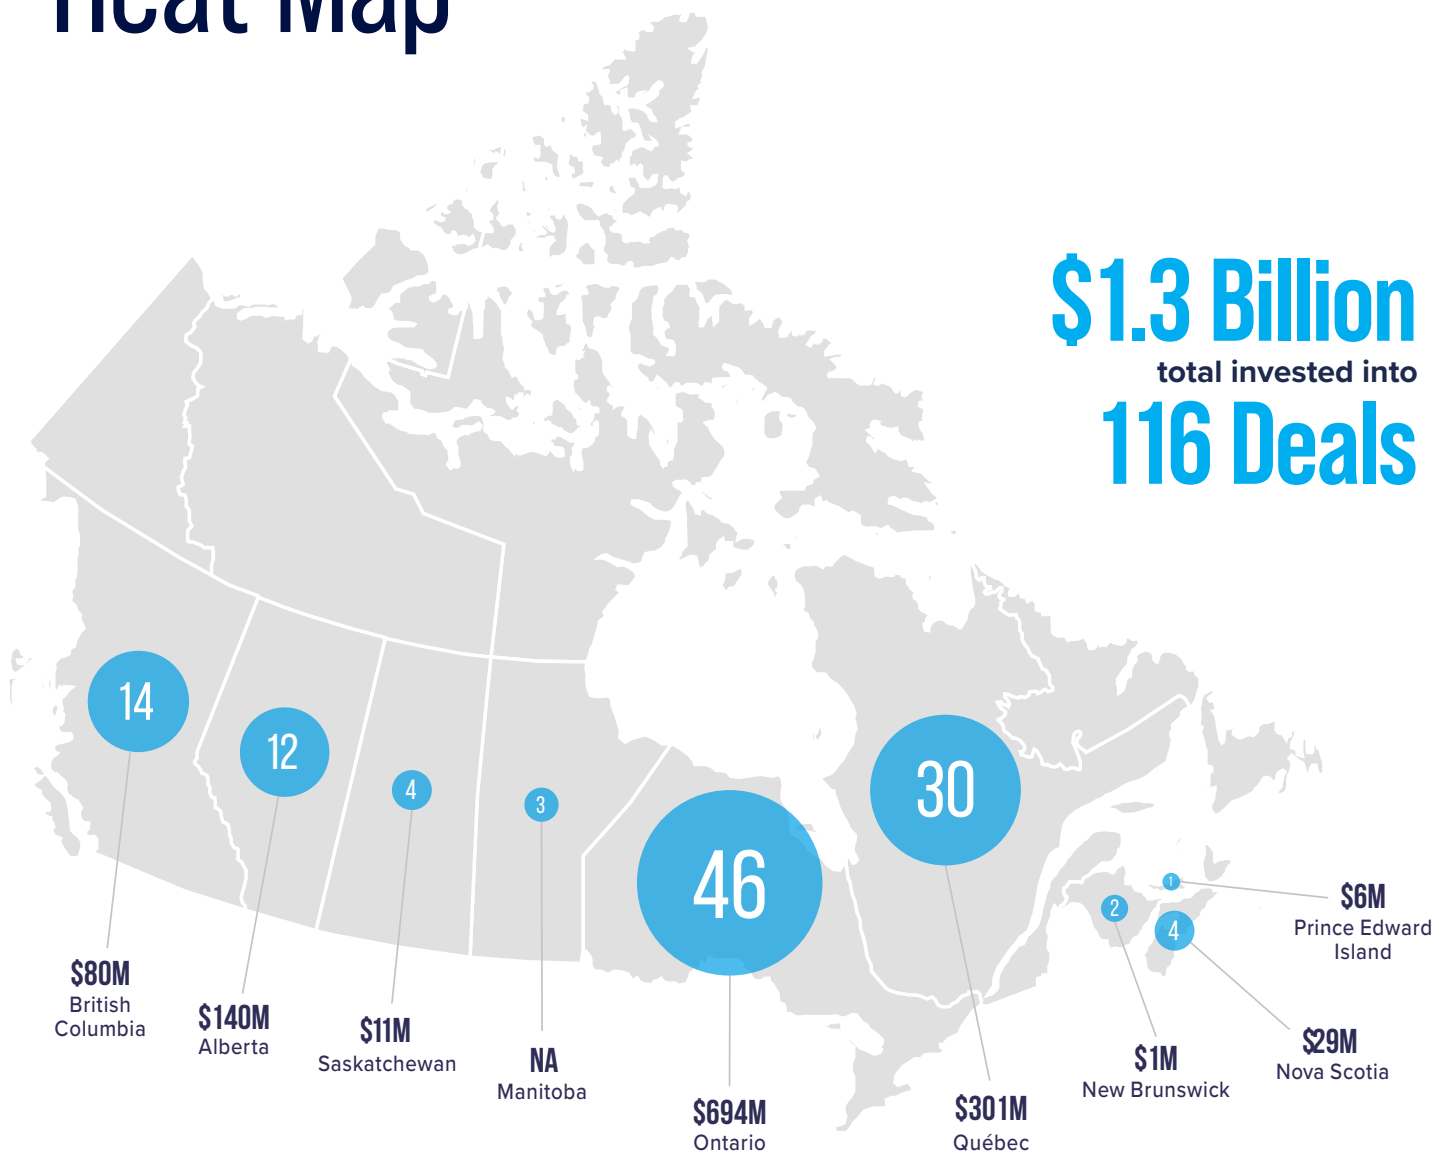 Heat Map
$1.3 Billion
total invested into
116 Deals
14
12
4
3
46
30
2
1
4
$80M
British
Columbia
$140M
Alberta
$11M
Saskatchewan
NA
Manitoba
$694M
Ontario
$301M
Québec
$1M
New Brunswick
$29M
Nova Scotia
$6M
Prince Edward
Island